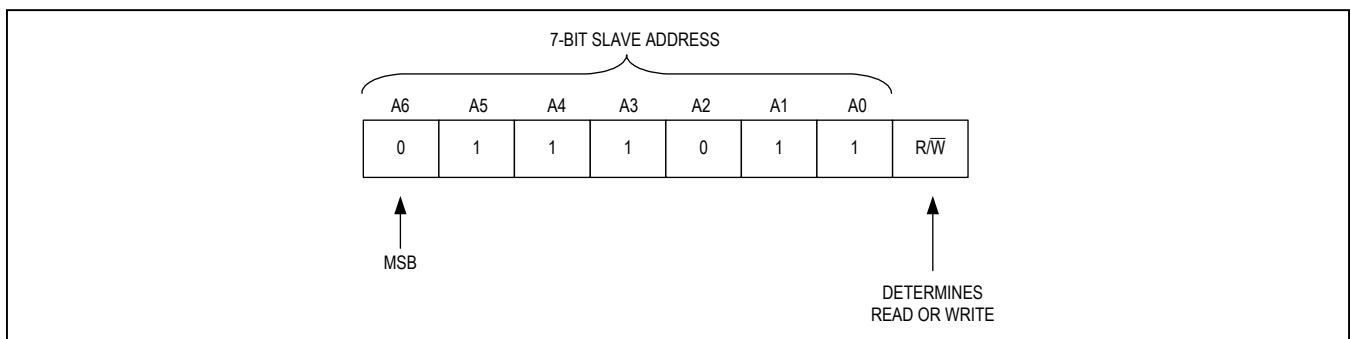 7-BIT SLAVE ADDRESS
A6 A5 A4 A3 A2 A1 A0
0 1 1 1 0 1 1 R/W̅
MSB
DETERMINES
READ OR WRITE